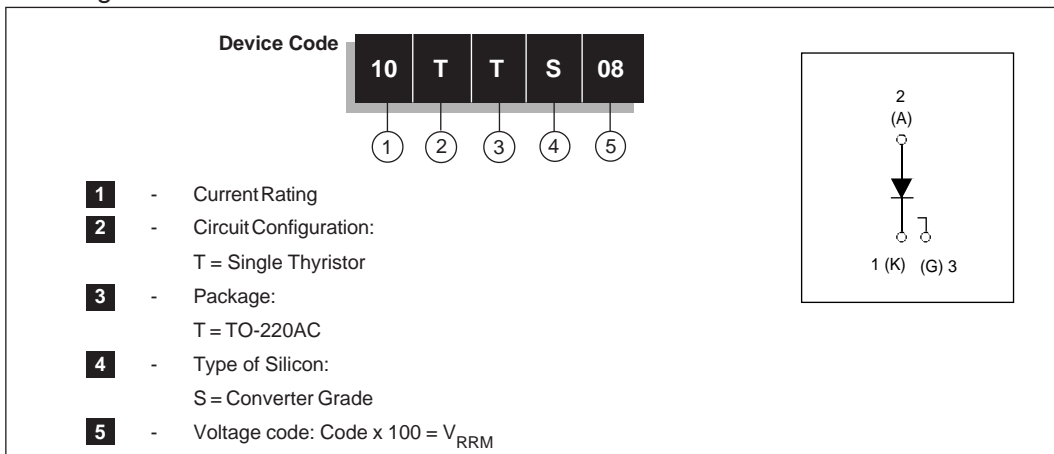 Device Code
10 T T S 08
1 2 3 4 5
1 - Current Rating
2 - Circuit Configuration:
T = Single Thyristor
3 - Package:
T = TO-220AC
4 - Type of Silicon:
S = Converter Grade
5 - Voltage code: Code x 100 = VRRM
2
(A)
1 (K) (G) 3